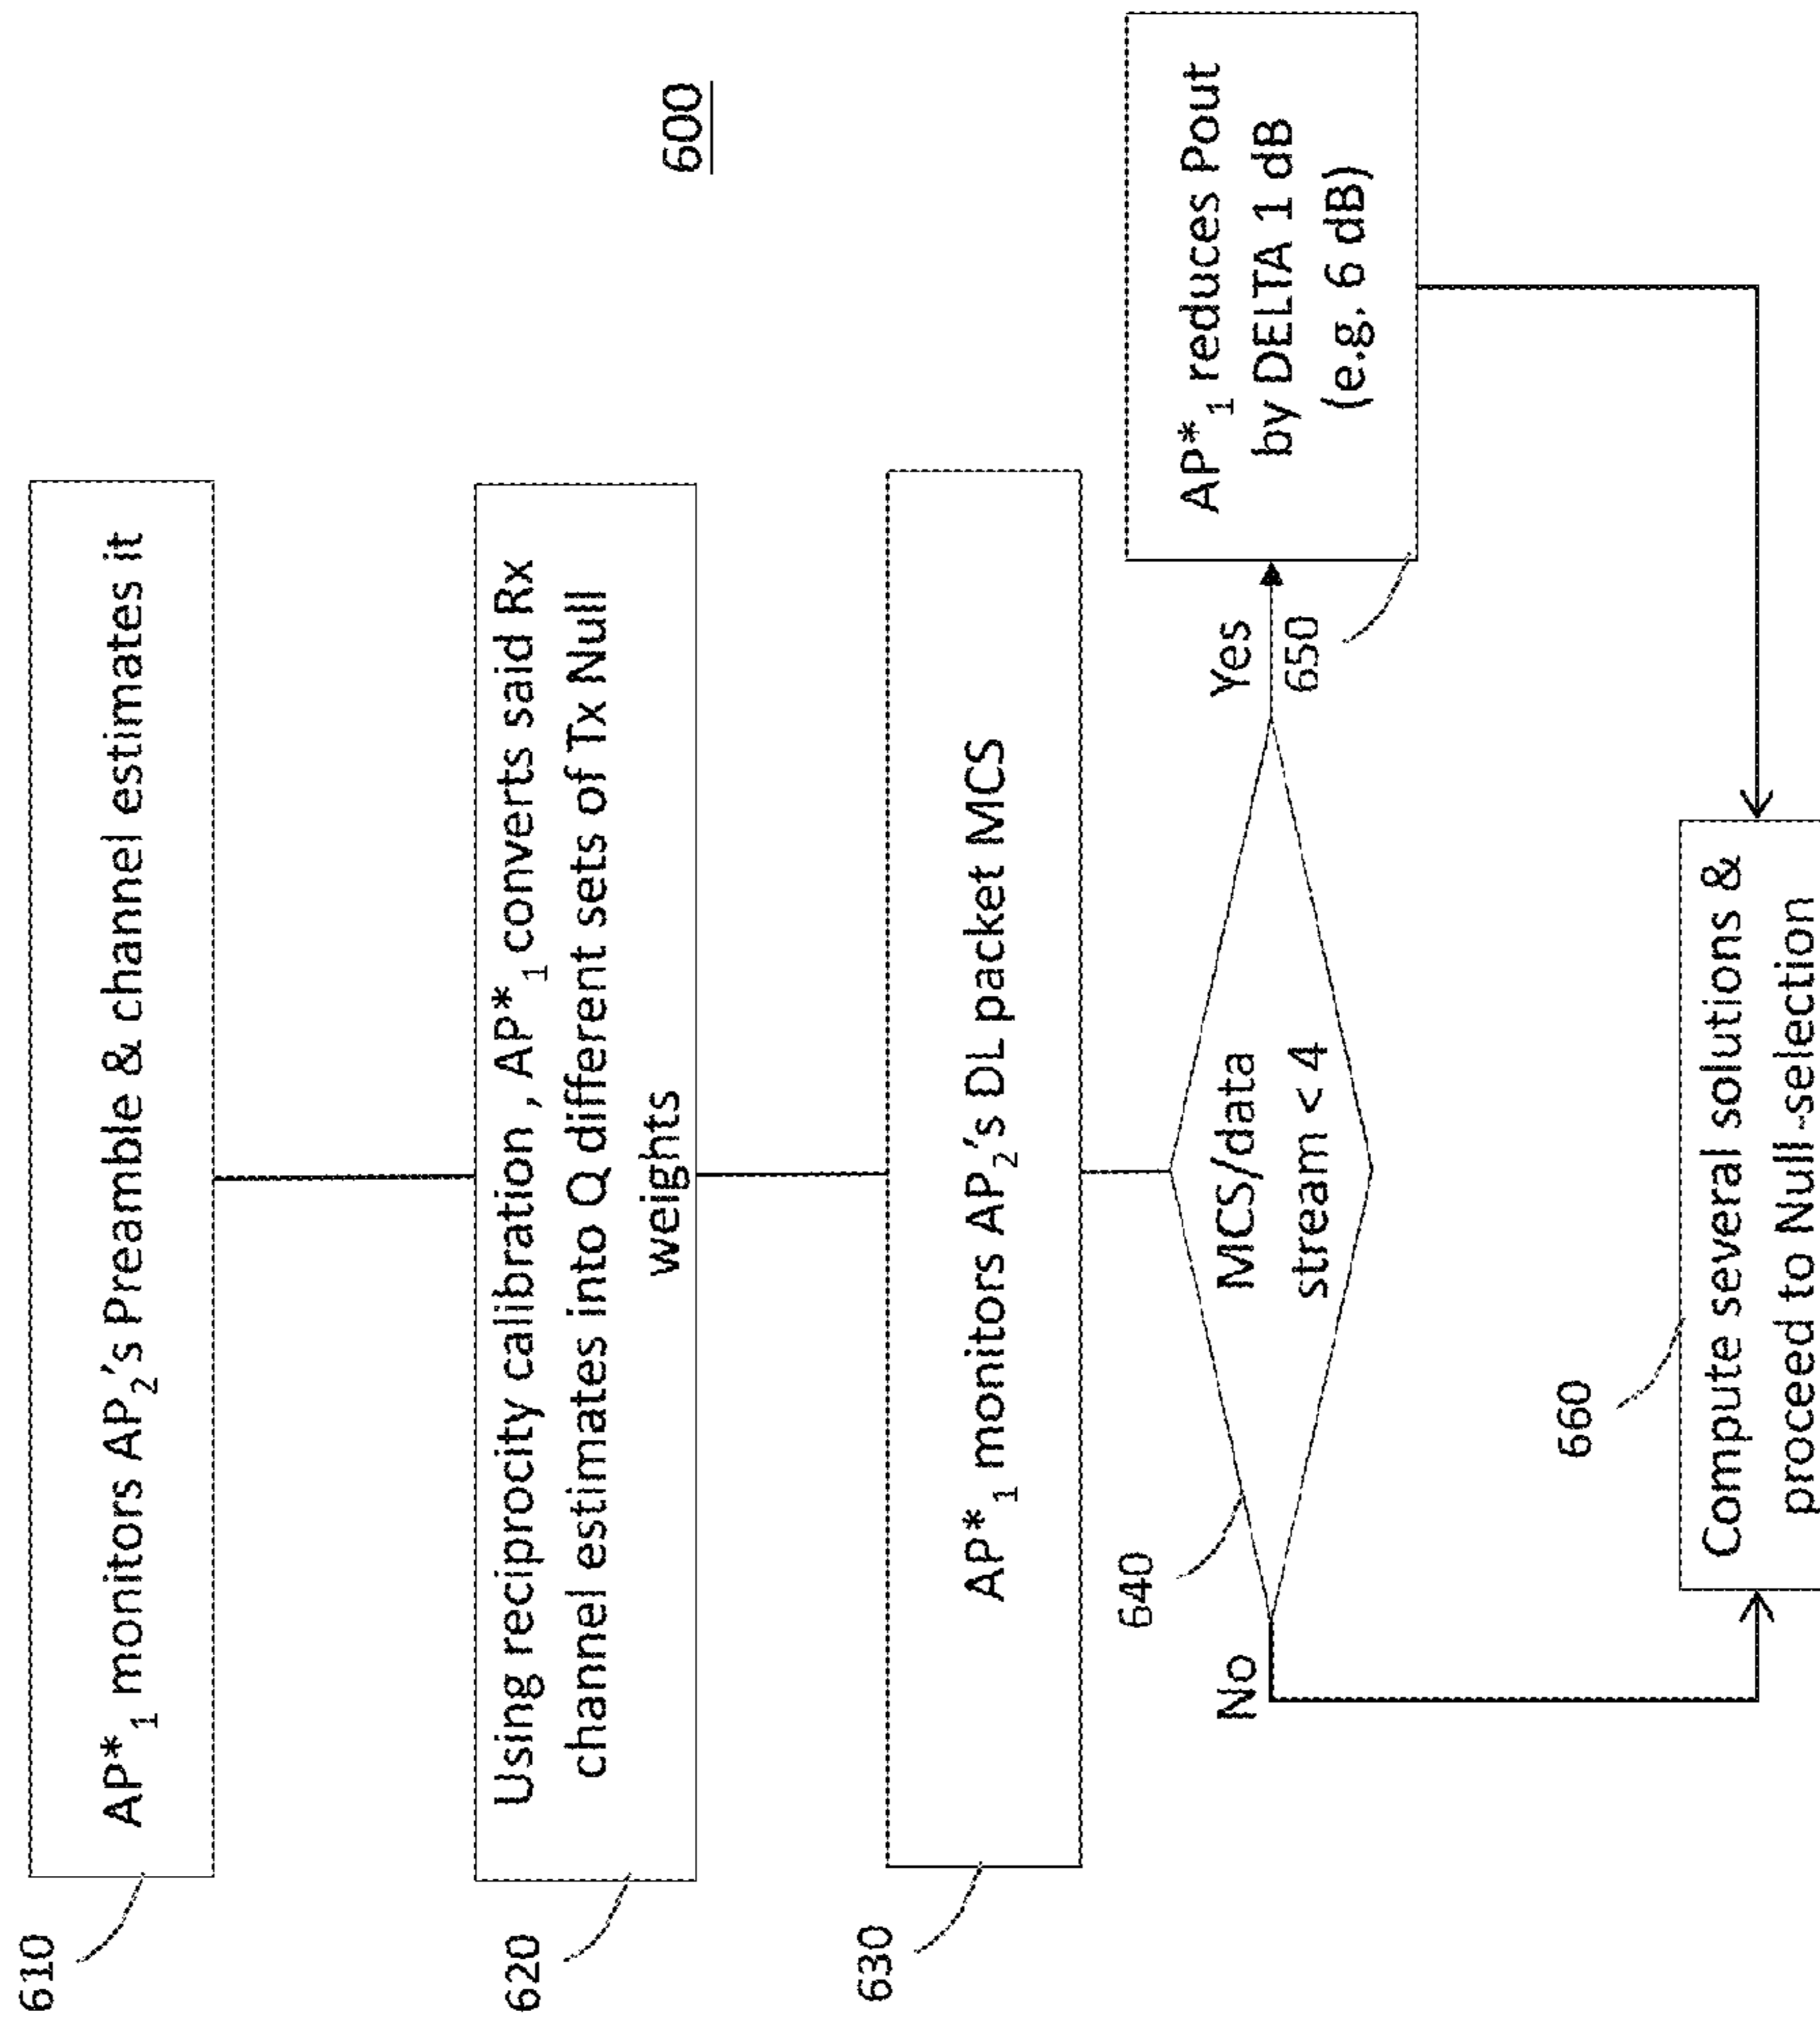 600
610
AP*1 monitors AP2's Preamble & channel estimates it
620
Using reciprocity calibration , AP*1 converts said Rx
channel estimates into Q different sets of Tx Null
weights
630
AP*1 monitors AP2's DL packet MCS
640
MCS/data
stream < 4
No
Yes
650
AP*1 reduces Pout
by DELTA 1 dB
(e.g. 6 dB)
660
Compute several solutions &
proceed to Null-selection